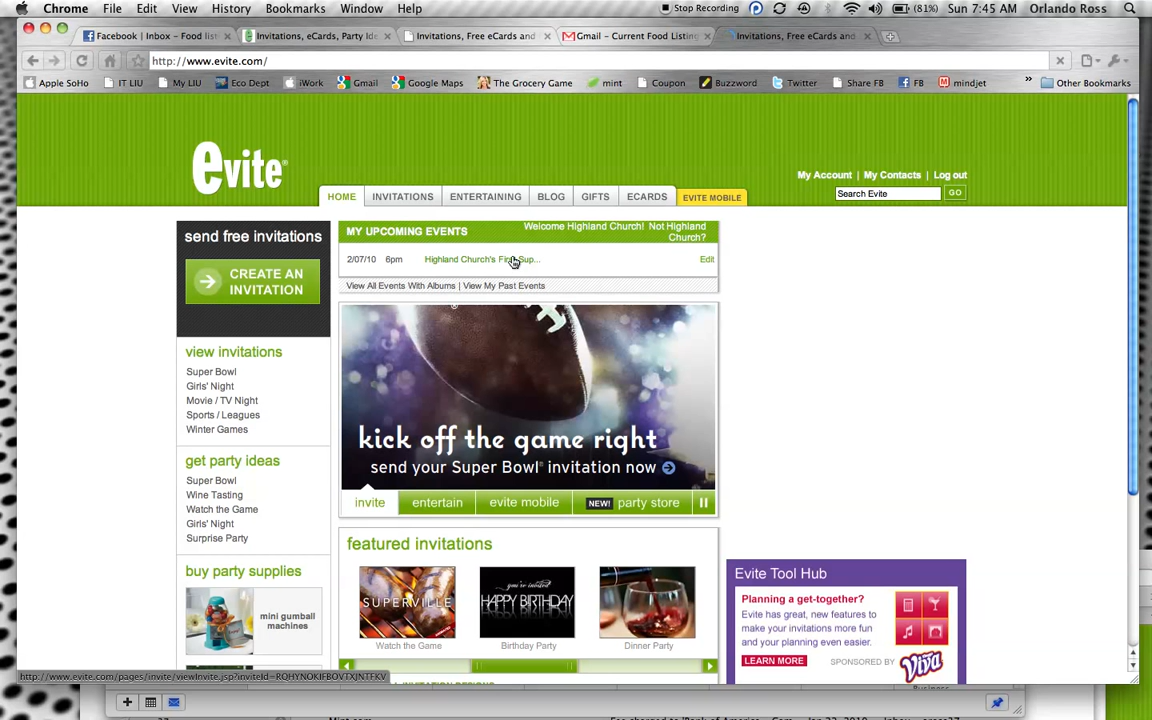 Chrome File Edit View History Bookmarks Window Help Stop Recording (81%) Sun 7:45 AM Orlando Ross
Facebook | Inbox – Food list Invitations, eCards, Party Ide Invitations, Free eCards and Gmail – Current Food Listing Invitations, Free eCards and
http://www.evite.com/
Apple SoHo IT LIU My LIU Eco Dept iWork Gmail Google Maps The Grocery Game mint Coupon Buzzword Twitter Share FB FB mindjet » Other Bookmarks
evite®
My Account | My Contacts | Log out
Search Evite GO
HOME INVITATIONS ENTERTAINING BLOG GIFTS ECARDS EVITE MOBILE
send free invitations
CREATE AN
INVITATION
MY UPCOMING EVENTS
Welcome Highland Church! Not Highland
Church?
2/07/10 6pm Highland Church's First Sup... Edit
View All Events With Albums | View My Past Events
view invitations
Super Bowl
Girls' Night
Movie / TV Night
Sports / Leagues
Winter Games
get party ideas
Super Bowl
Wine Tasting
Watch the Game
Girls' Night
Surprise Party
buy party supplies
mini gumball
machines
kick off the game right
send your Super Bowl® invitation now
invite entertain evite mobile NEW! party store
featured invitations
SUPERVILLE
you're invited
HAPPY BIRTHDAY
Watch the Game Birthday Party Dinner Party
Evite Tool Hub
Planning a get-together?
Evite has great, new features to
make your invitations more fun
and your planning even easier.
LEARN MORE SPONSORED BY Viva
http://www.evite.com/pages/invite/viewInvite.jsp?inviteId=RQHYNOKIFBOVTXJNTFKV